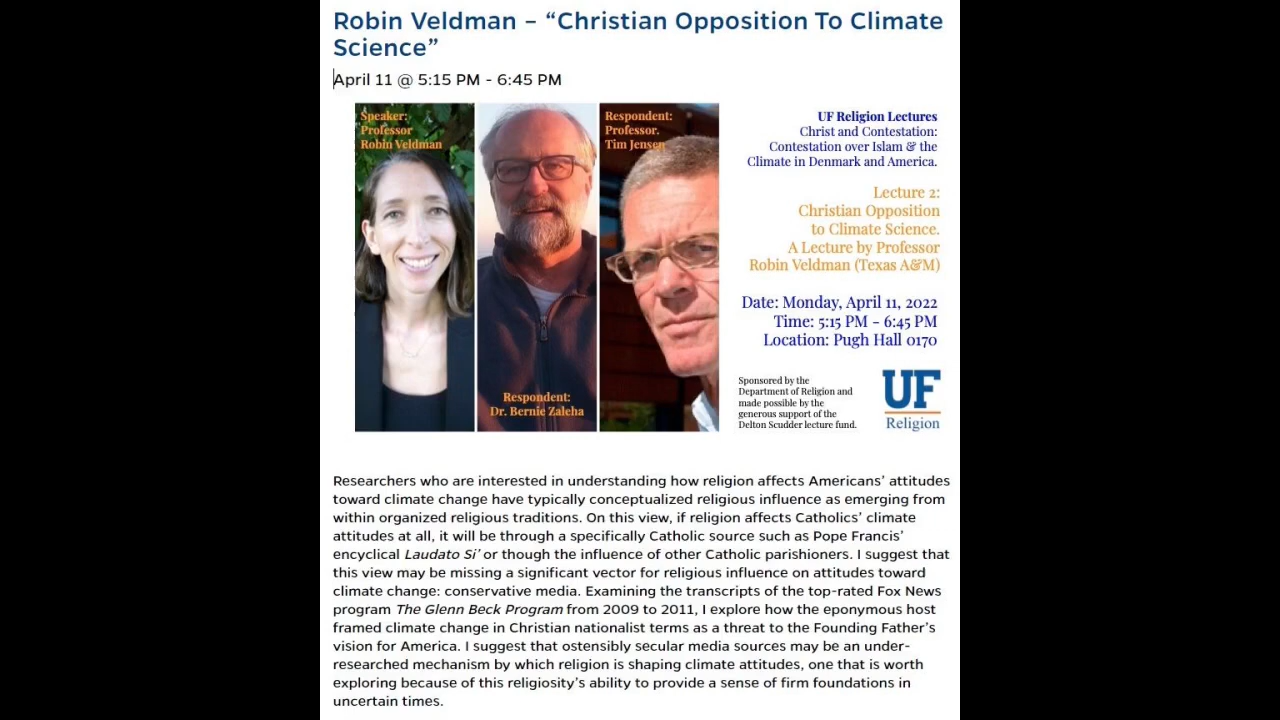 Robin Veldman – “Christian Opposition To Climate
Science”
April 11 @ 5:15 PM - 6:45 PM
Speaker:
Professor
Robin Veldman
Respondent:
Dr. Bernie Zaleha
Respondent:
Professor.
Tim Jensen
UF Religion Lectures
Christ and Contestation:
Contestation over Islam & the
Climate in Denmark and America.
Lecture 2:
Christian Opposition
to Climate Science.
A Lecture by Professor
Robin Veldman (Texas A&M)
Date: Monday, April 11, 2022
Time: 5:15 PM - 6:45 PM
Location: Pugh Hall 0170
Sponsored by the
Department of Religion and
made possible by the
generous support of the
Delton Scudder lecture fund.
UF
Religion
Researchers who are interested in understanding how religion affects Americans’ attitudes
toward climate change have typically conceptualized religious influence as emerging from
within organized religious traditions. On this view, if religion affects Catholics’ climate
attitudes at all, it will be through a specifically Catholic source such as Pope Francis’
encyclical Laudato Si’ or though the influence of other Catholic parishioners. I suggest that
this view may be missing a significant vector for religious influence on attitudes toward
climate change: conservative media. Examining the transcripts of the top-rated Fox News
program The Glenn Beck Program from 2009 to 2011, I explore how the eponymous host
framed climate change in Christian nationalist terms as a threat to the Founding Father’s
vision for America. I suggest that ostensibly secular media sources may be an under-
researched mechanism by which religion is shaping climate attitudes, one that is worth
exploring because of this religiosity’s ability to provide a sense of firm foundations in
uncertain times.